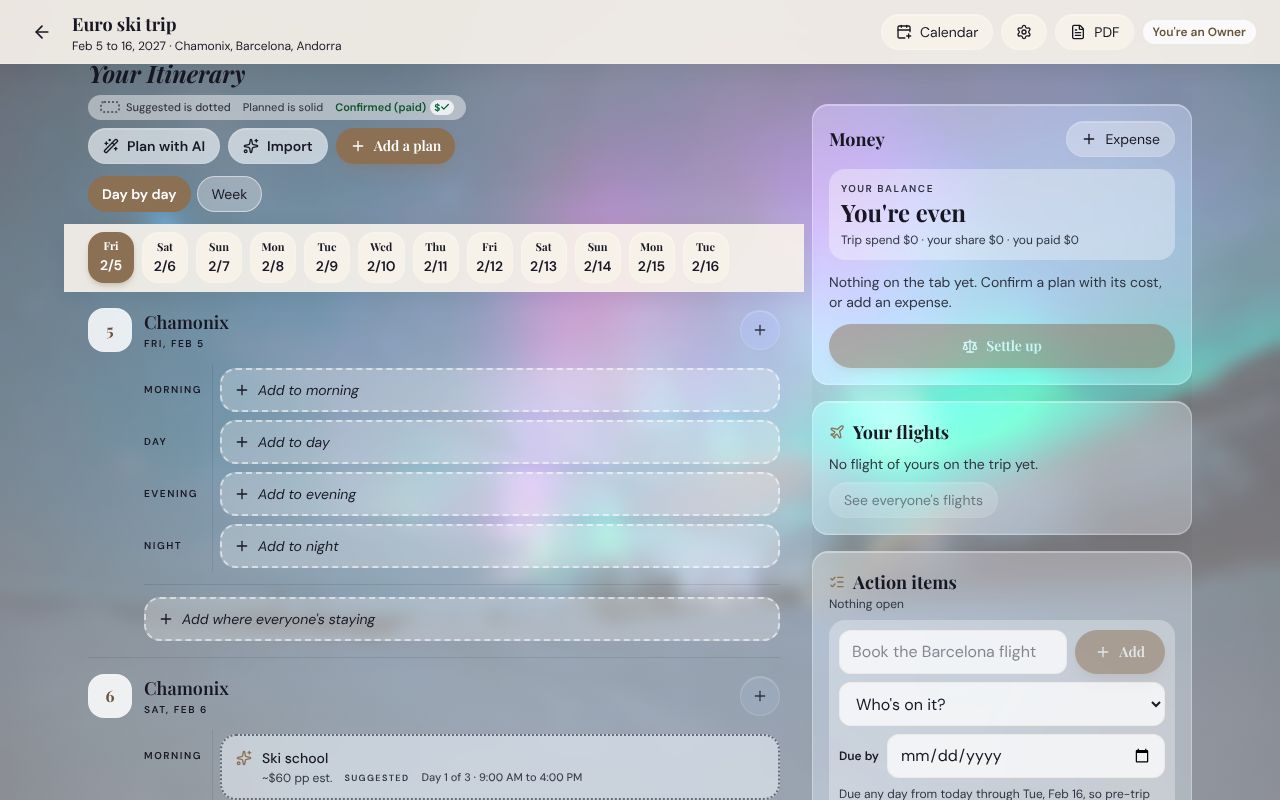 Euro ski trip
Feb 5 to 16, 2027 · Chamonix, Barcelona, Andorra
Calendar
PDF
You're an Owner
Your Itinerary
Suggested is dotted Planned is solid Confirmed (paid) $✓
Plan with AI
Import
+ Add a plan
Day by day
Week
Fri 2/5
Sat 2/6
Sun 2/7
Mon 2/8
Tue 2/9
Wed 2/10
Thu 2/11
Fri 2/12
Sat 2/13
Sun 2/14
Mon 2/15
Tue 2/16
5
Chamonix
FRI, FEB 5
+
MORNING
+ Add to morning
DAY
+ Add to day
EVENING
+ Add to evening
NIGHT
+ Add to night
+ Add where everyone's staying
6
Chamonix
SAT, FEB 6
+
MORNING
Ski school
~$60 pp est. SUGGESTED Day 1 of 3 · 9:00 AM to 4:00 PM
Money
+ Expense
YOUR BALANCE
You're even
Trip spend $0 · your share $0 · you paid $0
Nothing on the tab yet. Confirm a plan with its cost,
or add an expense.
Settle up
Your flights
No flight of yours on the trip yet.
See everyone's flights
Action items
Nothing open
Book the Barcelona flight
+ Add
Who's on it?
Due by
mm/dd/yyyy
Due any day from today through Tue, Feb 16, so pre-trip